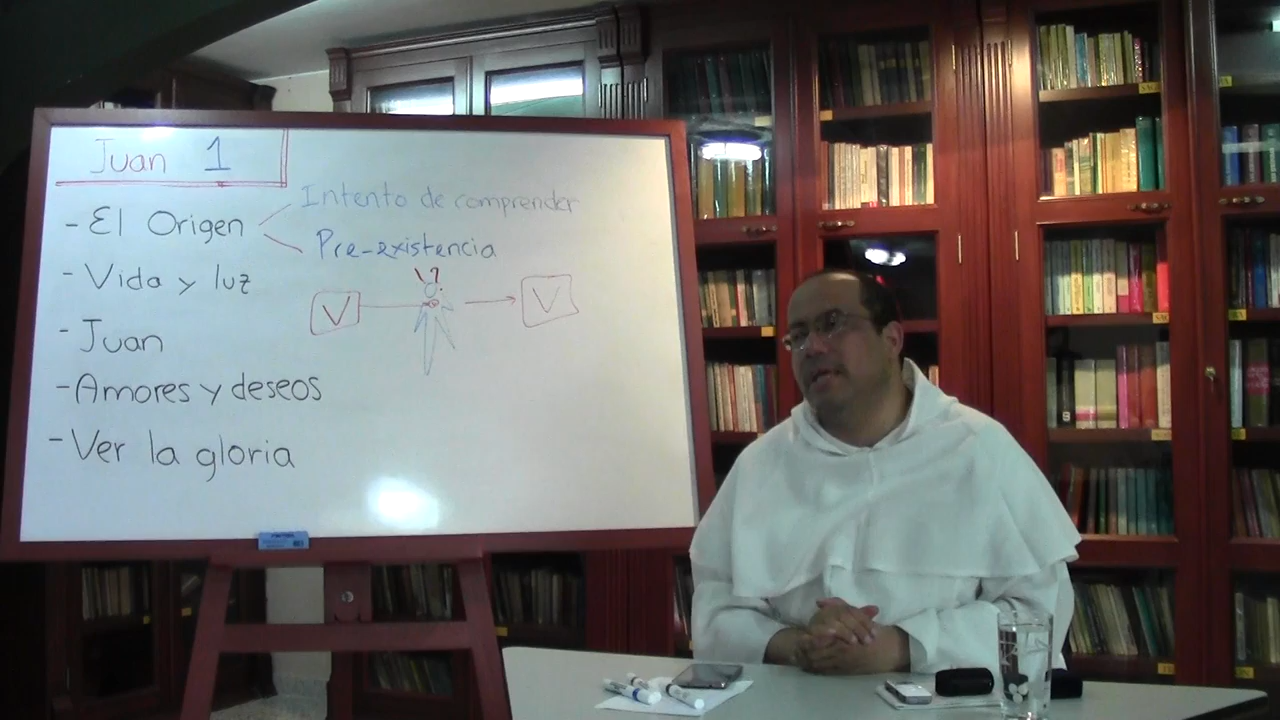 Juan 1
- El Origen
Intento de comprender
Pre-existencia
- Vida y luz
V
V
- Juan
- Amores y deseos
- Ver la gloria